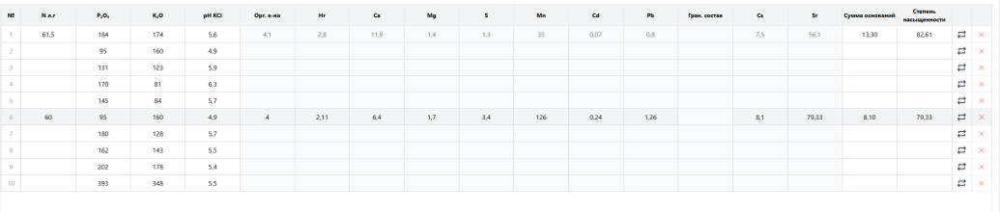 № N л.г P₂O₅ K₂O pH KCl Орг. в-во Hг Ca Mg S Mn Cd Pb Гран. состав Cs Sr Сумма оснований Степень насыщенности
1 61,5 184 174 5,6 4,1 2,8 11,9 1,4 1,3 35 0,07 0,8 7,5 56,1 13,30 82,61
2 95 160 4,9
3 131 123 5,9
4 170 81 6,3
5 145 84 5,7
6 60 95 160 4,9 4 2,11 6,4 1,7 3,4 126 0,24 1,26 8,1 79,33 8,10 79,33
7 180 128 5,7
8 162 143 5,5
9 202 178 5,4
10 393 348 5,5